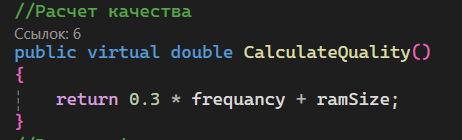 //Расчет качества
Ссылок: 6
public virtual double CalculateQuality()
{
return 0.3 * frequancy + ramSize;
}